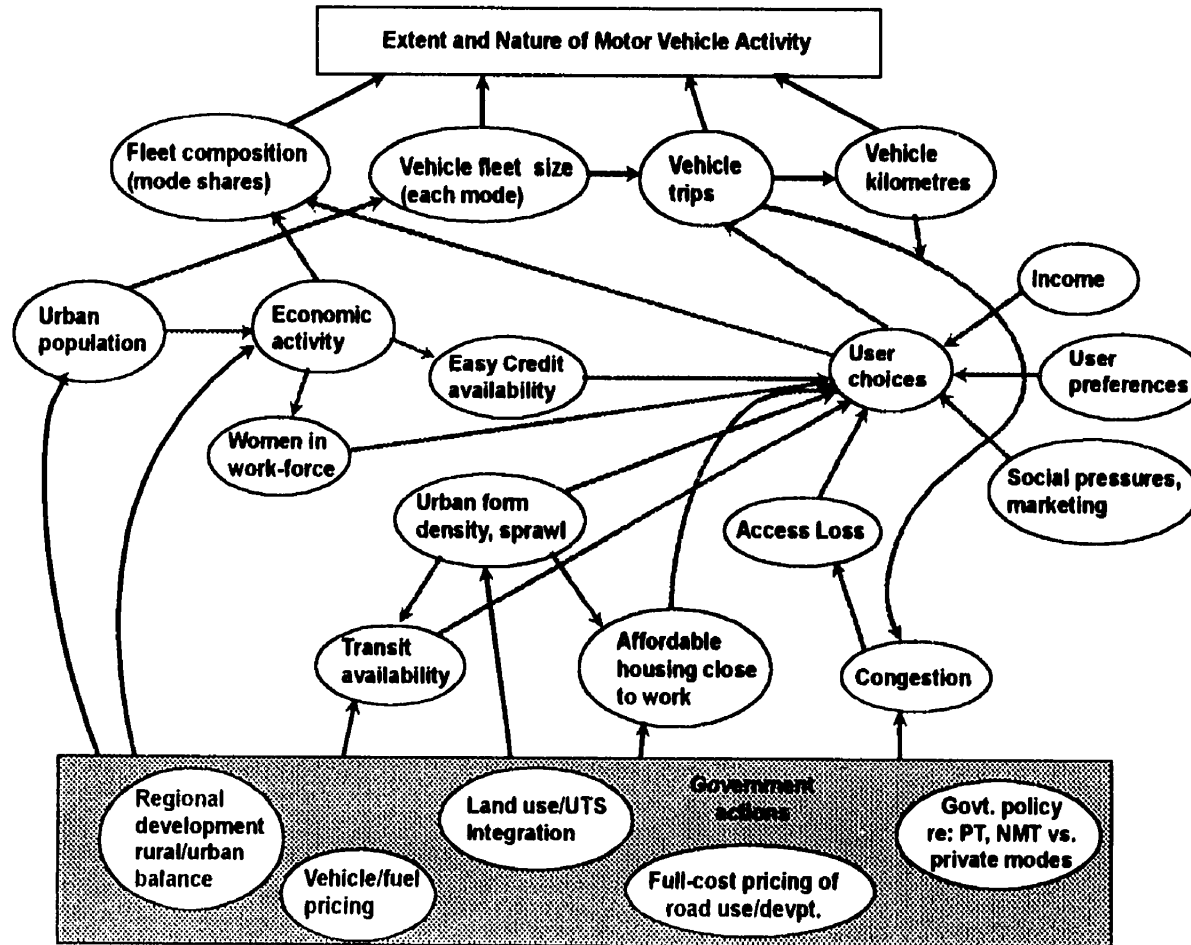 Extent and Nature of Motor Vehicle Activity
Fleet composition
(mode shares)
Vehicle fleet size
(each mode)
Vehicle
trips
Vehicle
kilometres
Income
Urban
population
Economic
activity
Easy Credit
availability
User
choices
User
preferences
Women in
work-force
Social pressures,
marketing
Urban form
density, sprawl
Access Loss
Transit
availability
Affordable
housing close
to work
Congestion
Government
actions
Regional
development
rural/urban
balance
Land use/UTS
Integration
Govt. policy
re: PT, NMT vs.
private modes
Vehicle/fuel
pricing
Full-cost pricing of
road use/devpt.